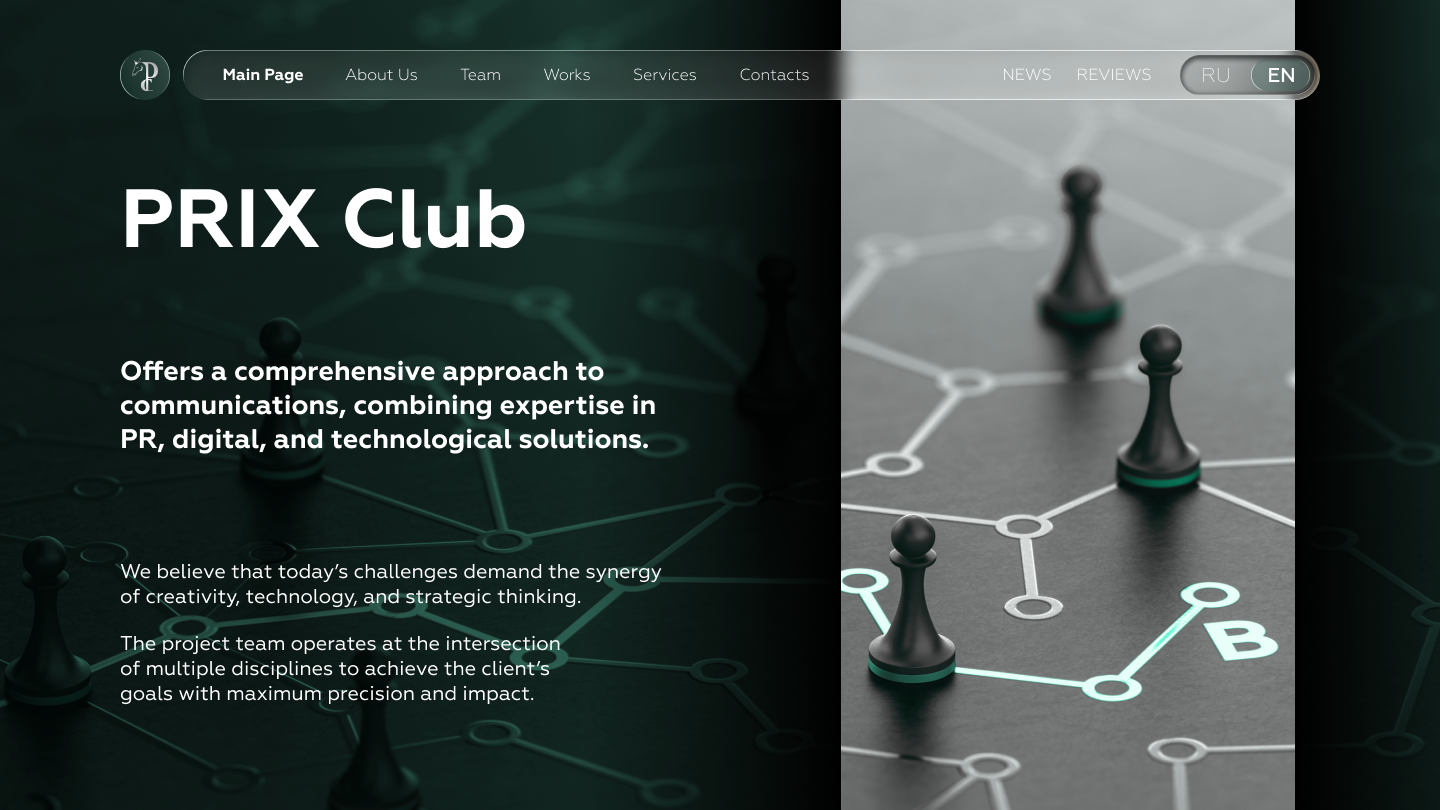 Main Page About Us Team Works Services Contacts NEWS REVIEWS RU EN
PRIX Club
Offers a comprehensive approach to
communications, combining expertise in
PR, digital, and technological solutions.
We believe that today’s challenges demand the synergy
of creativity, technology, and strategic thinking.
The project team operates at the intersection
of multiple disciplines to achieve the client’s
goals with maximum precision and impact.
B